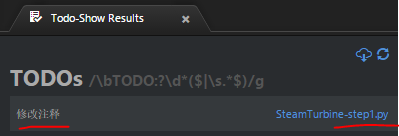 Todo-Show Results
TODOs /\bTODO:?\d*($|\s.*$)/g
修改注释 SteamTurbine-step1.py